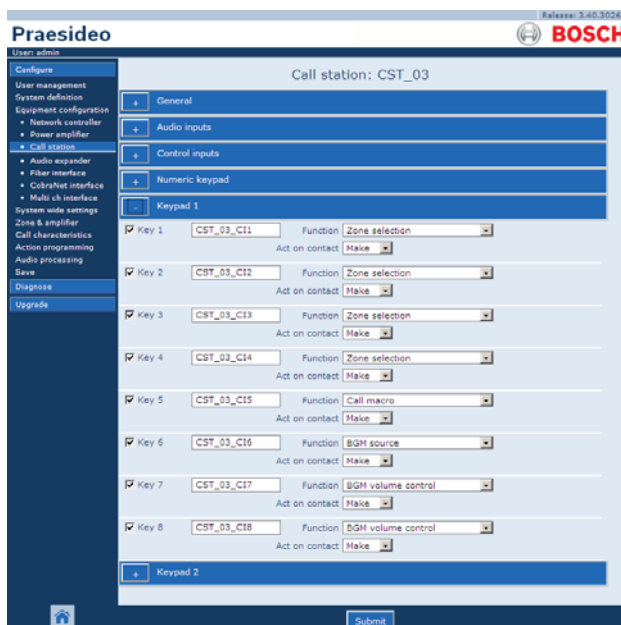 Release: 3.40.3026
Praesideo
BOSCH
User: admin
Configure
User management
System definition
Equipment configuration
• Network controller
• Power amplifier
• Call station
• Audio expander
• Fiber interface
• CobraNet interface
• Multi ch interface
System wide settings
Zone & amplifier
Call characteristics
Action programming
Audio processing
Save
Diagnose
Upgrade
Call station: CST_03
+ General
+ Audio inputs
+ Control inputs
+ Numeric keypad
- Keypad 1
Key 1 CST_03_CI1 Function Zone selection
Act on contact Make
Key 2 CST_03_CI2 Function Zone selection
Act on contact Make
Key 3 CST_03_CI3 Function Zone selection
Act on contact Make
Key 4 CST_03_CI4 Function Zone selection
Act on contact Make
Key 5 CST_03_CI5 Function Call macro
Act on contact Make
Key 6 CST_03_CI6 Function BGM source
Act on contact Make
Key 7 CST_03_CI7 Function BGM volume control
Act on contact Make
Key 8 CST_03_CI8 Function BGM volume control
Act on contact Make
+ Keypad 2
Submit